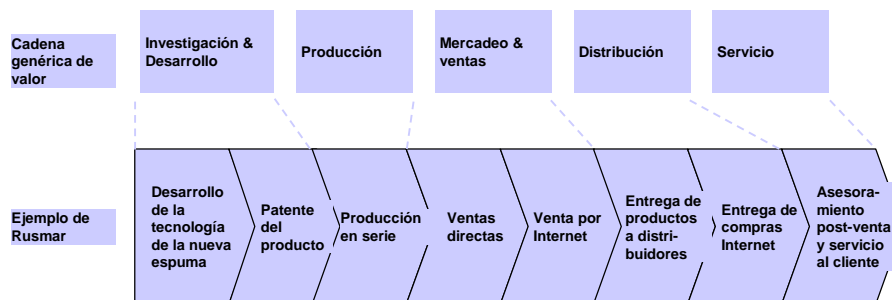 Cadena
genérica de
valor
Investigación &
Desarrollo
Producción
Mercadeo &
ventas
Distribución
Servicio
Ejemplo de
Rusmar
Desarrollo
de la
tecnología
de la nueva
espuma
Patente
del
producto
Producción
en serie
Ventas
directas
Venta por
Internet
Entrega de
productos
a distri-
buidores
Entrega de
compras
Internet
Asesora-
miento
post-venta
y servicio
al cliente